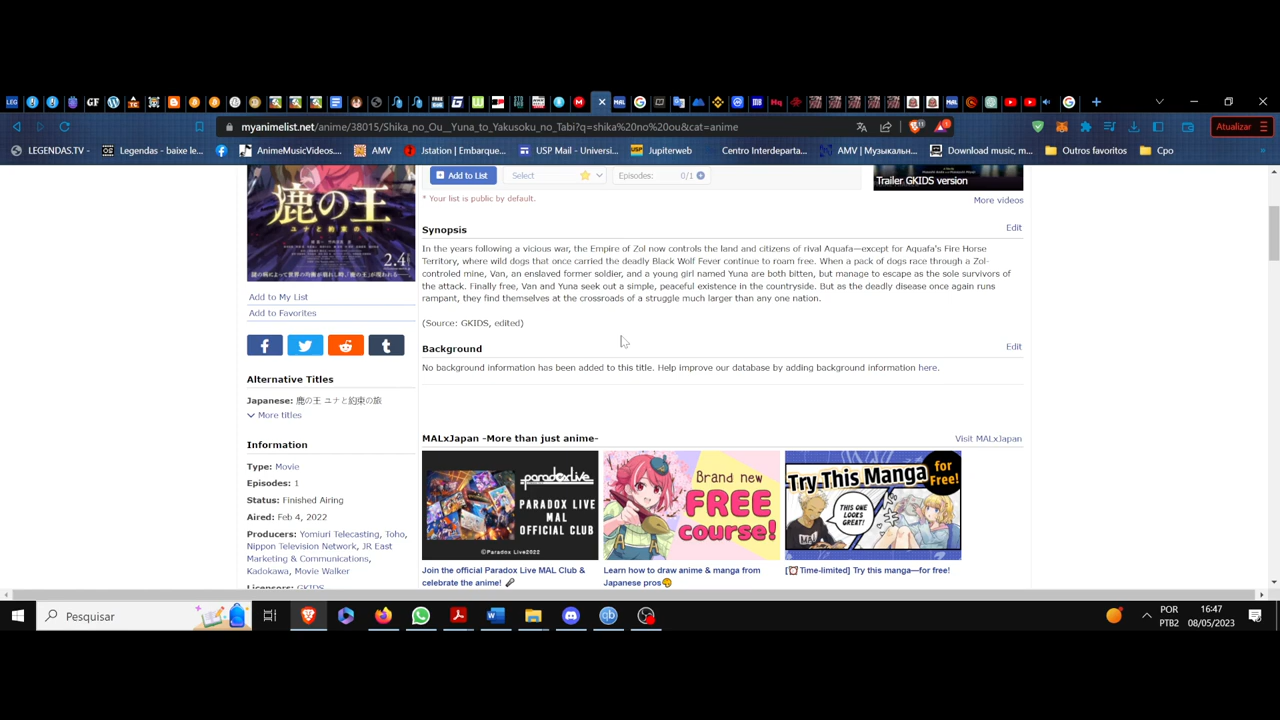 myanimelist.net/anime/38015/Shika_no_Ou__Yuna_to_Yakusoku_no_Tabi?q=shika%20no%20ou&cat=anime
Atualizar
LEGENDAS.TV -
Legendas - baixe le...
AnimeMusicVideos....
AMV
Jstation | Embarque...
USP Mail - Universi...
Jupiterweb
Centro Interdeparta...
AMV | Музыкальн...
Download music, m...
Outros favoritos
Cpo
Add to List
Select
Episodes: 0/1
Trailer GKIDS version
* Your list is public by default.
More videos
鹿の王
ユナと約束の旅
2.4
Synopsis
Edit
In the years following a vicious war, the Empire of Zol now controls the land and citizens of rival Aquafa—except for Aquafa's Fire Horse
Territory, where wild dogs that once carried the deadly Black Wolf Fever continue to roam free. When a pack of dogs race through a Zol-
controled mine, Van, an enslaved former soldier, and a young girl named Yuna are both bitten, but manage to escape as the sole survivors of
the attack. Finally free, Van and Yuna seek out a simple, peaceful existence in the countryside. But as the deadly disease once again runs
rampant, they find themselves at the crossroads of a struggle much larger than any one nation.
(Source: GKIDS, edited)
Background
Edit
No background information has been added to this title. Help improve our database by adding background information here.
Add to My List
Add to Favorites
Alternative Titles
Japanese: 鹿の王 ユナと約束の旅
More titles
Information
Type: Movie
Episodes: 1
Status: Finished Airing
Aired: Feb 4, 2022
Producers: Yomiuri Telecasting, Toho,
Nippon Television Network, JR East
Marketing & Communications,
Kadokawa, Movie Walker
Licensors: GKIDS
MALxJapan -More than just anime-
Visit MALxJapan
paradoxlive
PARADOX LIVE
MAL
OFFICIAL CLUB
©Paradox Live2022
Brand new
FREE
course!
Try This Manga
for
Free!
THIS ONE
LOOKS
GREAT!
Join the official Paradox Live MAL Club &
celebrate the anime!
Learn how to draw anime & manga from
Japanese pros
[Time-limited] Try this manga—for free!
Pesquisar
POR
PTB2
16:47
08/05/2023